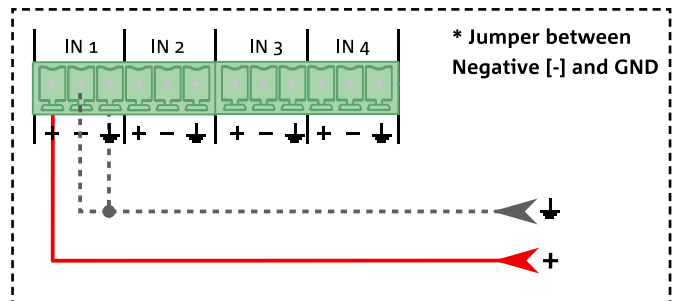 IN 1 IN 2 IN 3 IN 4
* Jumper between
Negative [-] and GND
+ − ⏚ + − ⏚ + − ⏚ + − ⏚
⏚
+